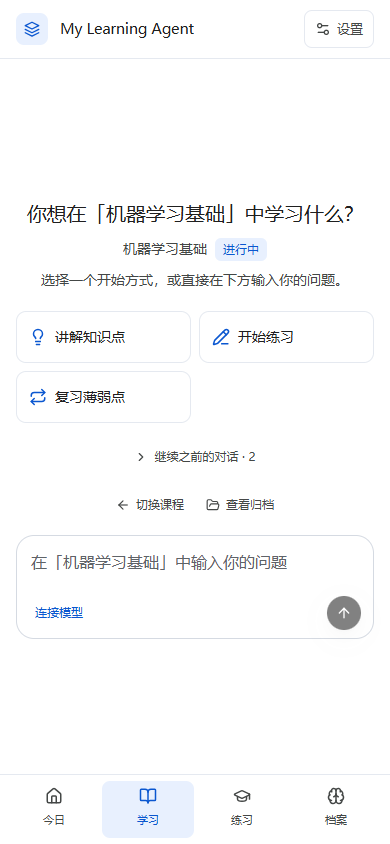 My Learning Agent
设置
你想在「机器学习基础」中学习什么？
机器学习基础 进行中
选择一个开始方式，或直接在下方输入你的问题。
讲解知识点
开始练习
复习薄弱点
继续之前的对话 · 2
切换课程
查看归档
在「机器学习基础」中输入你的问题
连接模型
今日
学习
练习
档案